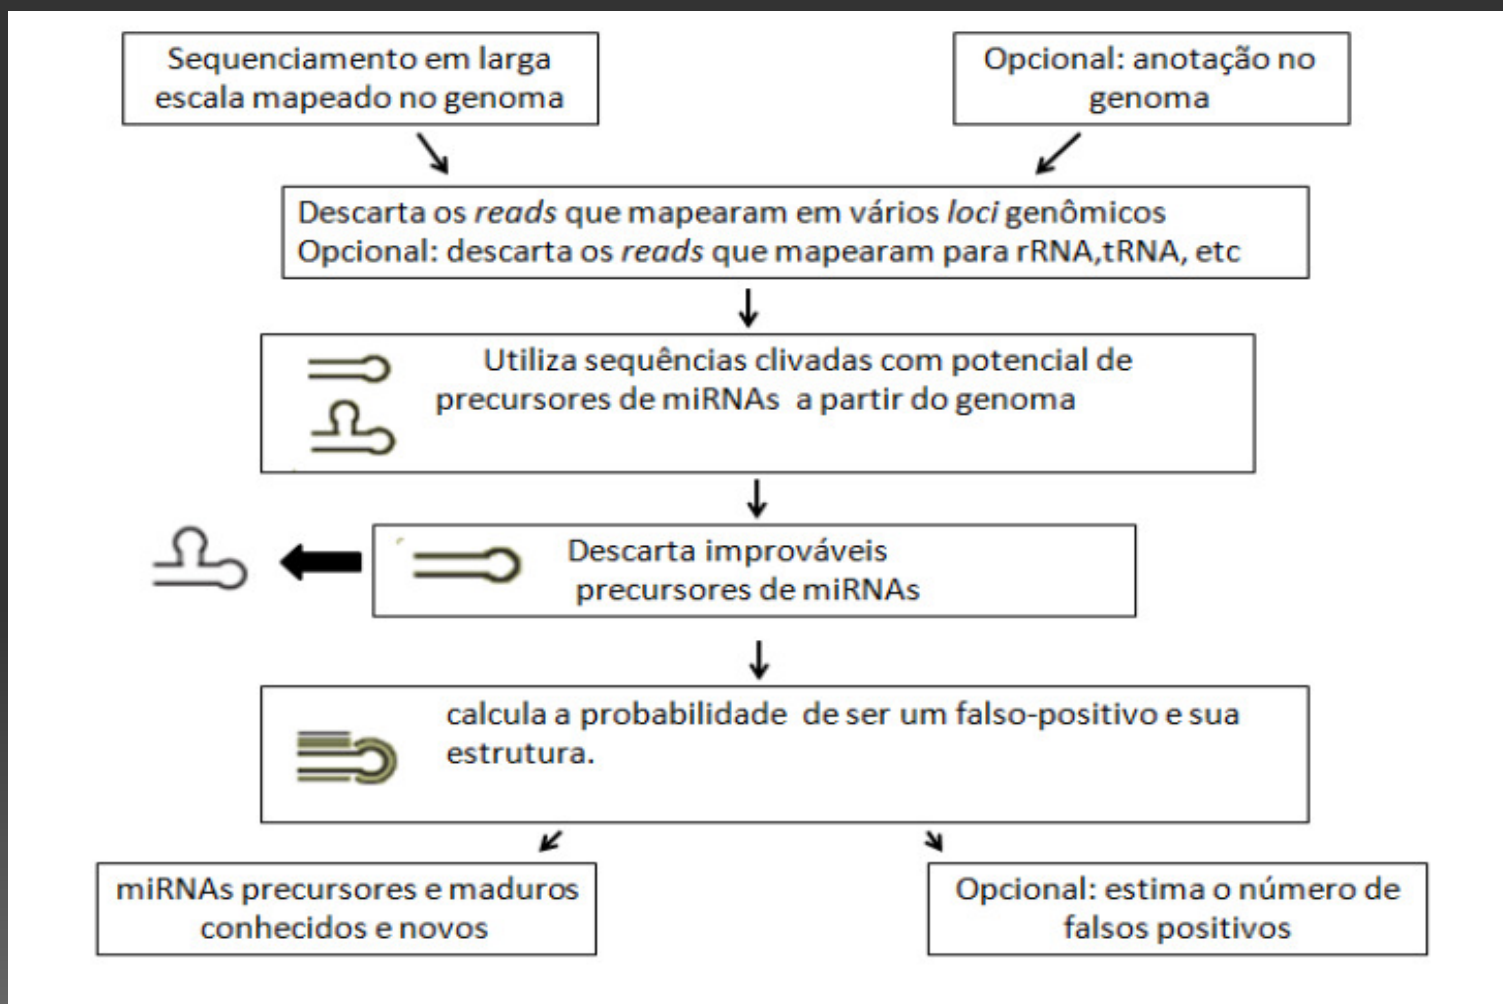 Sequenciamento em larga
escala mapeado no genoma
Opcional: anotação no
genoma
Descarta os reads que mapearam em vários loci genômicos
Opcional: descarta os reads que mapearam para rRNA,tRNA, etc
Utiliza sequências clivadas com potencial de
precursores de miRNAs a partir do genoma
Descarta improváveis
precursores de miRNAs
calcula a probabilidade de ser um falso-positivo e sua
estrutura.
miRNAs precursores e maduros
conhecidos e novos
Opcional: estima o número de
falsos positivos